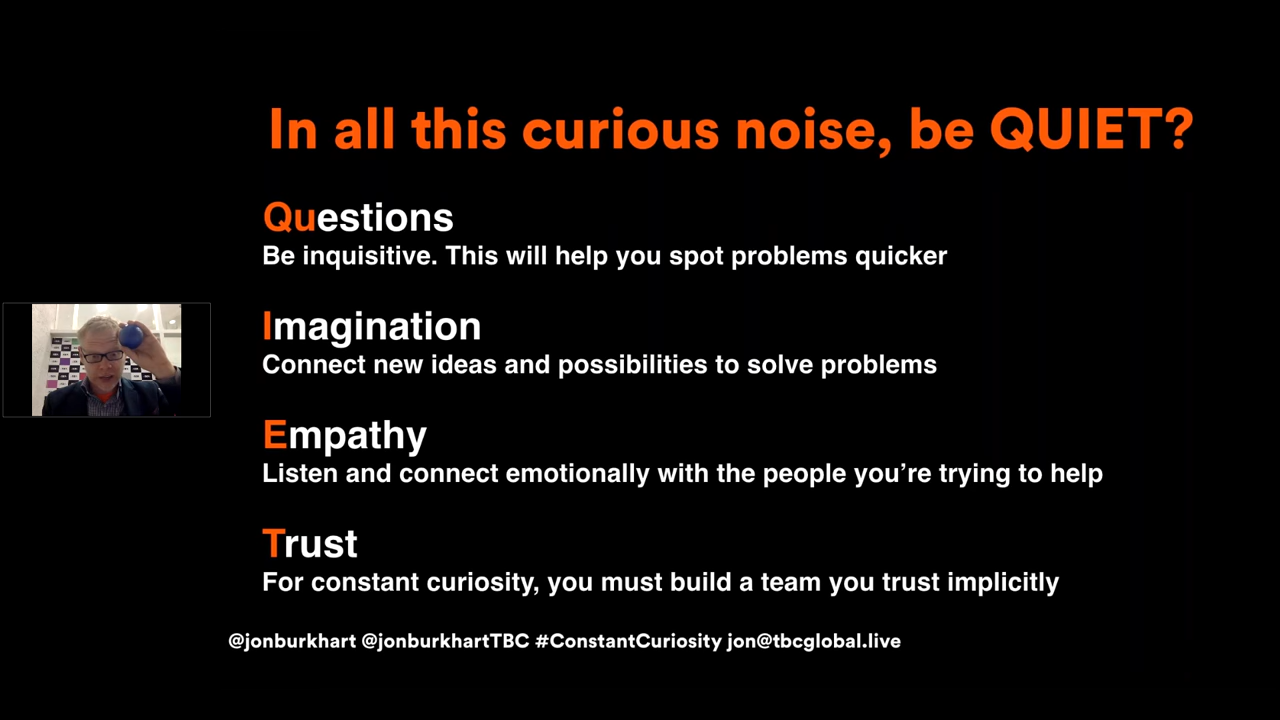 In all this curious noise, be QUIET?
Questions
Be inquisitive. This will help you spot problems quicker
Imagination
Connect new ideas and possibilities to solve problems
Empathy
Listen and connect emotionally with the people you’re trying to help
Trust
For constant curiosity, you must build a team you trust implicitly
@jonburkhart @jonburkhartTBC #ConstantCuriosity jon@tbcglobal.live